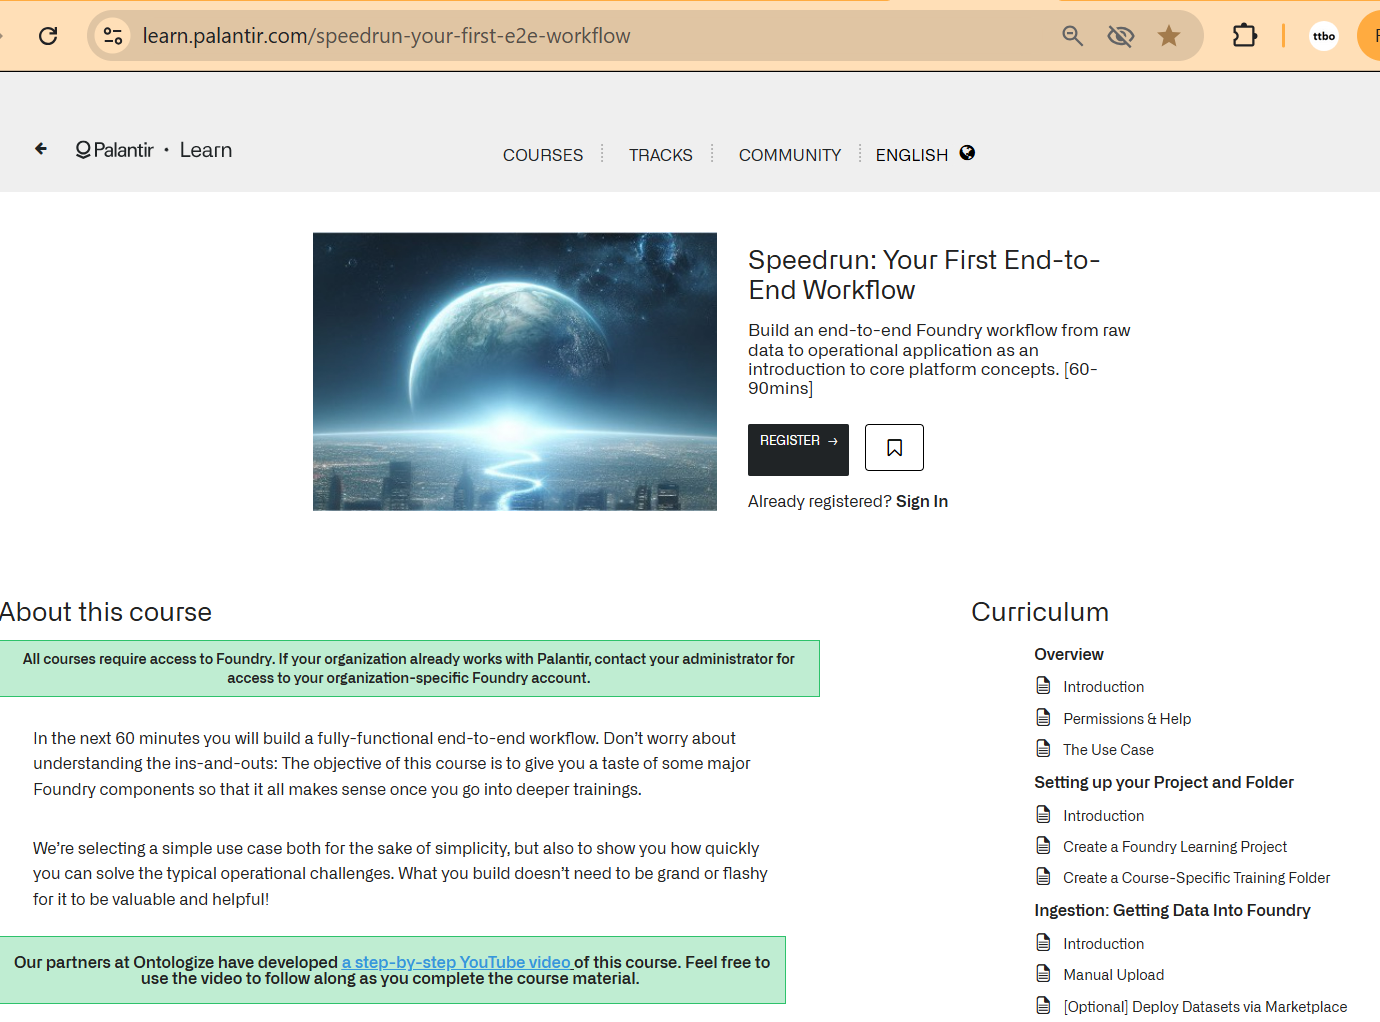 learn.palantir.com/speedrun-your-first-e2e-workflow
ttbo
Palantir • Learn
COURSES
TRACKS
COMMUNITY
ENGLISH
Speedrun: Your First End-to-
End Workflow
Build an end-to-end Foundry workflow from raw
data to operational application as an
introduction to core platform concepts. [60-
90mins]
REGISTER →
Already registered? Sign In
About this course
All courses require access to Foundry. If your organization already works with Palantir, contact your administrator for
access to your organization-specific Foundry account.
In the next 60 minutes you will build a fully-functional end-to-end workflow. Don’t worry about
understanding the ins-and-outs: The objective of this course is to give you a taste of some major
Foundry components so that it all makes sense once you go into deeper trainings.
We’re selecting a simple use case both for the sake of simplicity, but also to show you how quickly
you can solve the typical operational challenges. What you build doesn’t need to be grand or flashy
for it to be valuable and helpful!
Our partners at Ontologize have developed a step-by-step YouTube video of this course. Feel free to
use the video to follow along as you complete the course material.
Curriculum
Overview
Introduction
Permissions & Help
The Use Case
Setting up your Project and Folder
Introduction
Create a Foundry Learning Project
Create a Course-Specific Training Folder
Ingestion: Getting Data Into Foundry
Introduction
Manual Upload
[Optional] Deploy Datasets via Marketplace